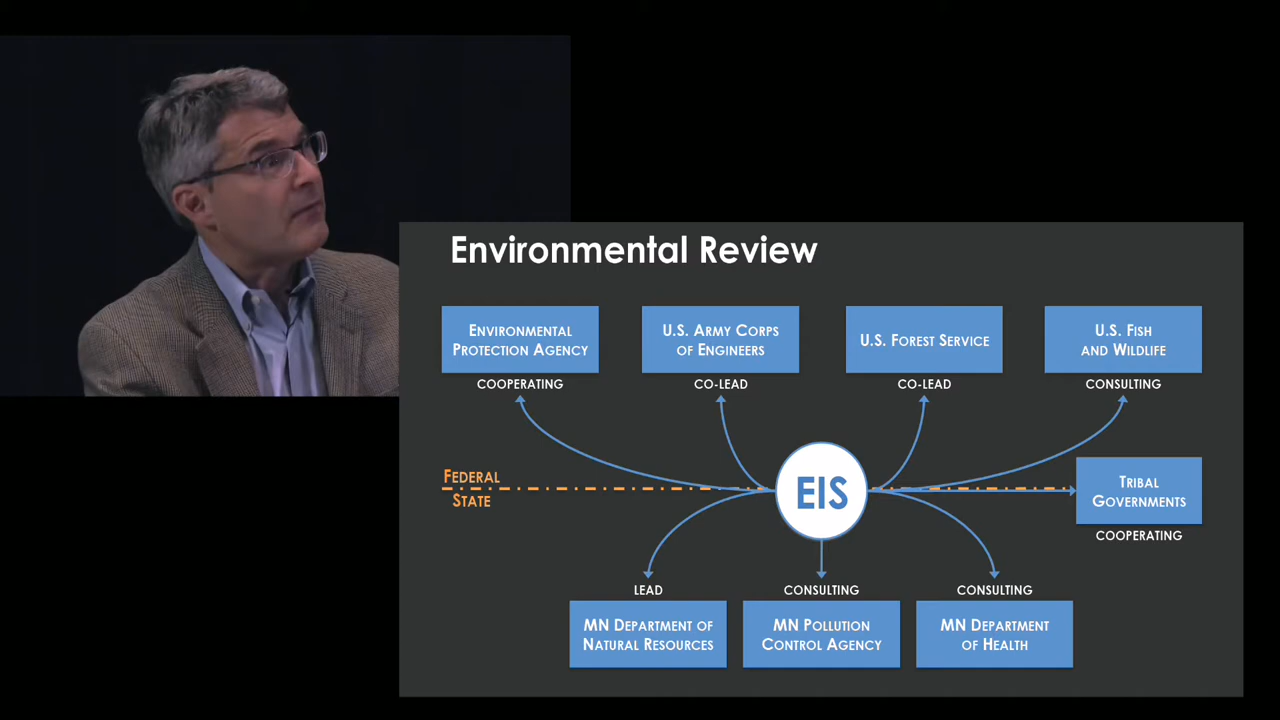 Environmental Review
ENVIRONMENTAL
PROTECTION AGENCY
COOPERATING
U.S. ARMY CORPS
OF ENGINEERS
CO-LEAD
U.S. FOREST SERVICE
CO-LEAD
U.S. FISH
AND WILDLIFE
CONSULTING
FEDERAL
STATE
EIS
TRIBAL
GOVERNMENTS
COOPERATING
LEAD
MN DEPARTMENT OF
NATURAL RESOURCES
CONSULTING
MN POLLUTION
CONTROL AGENCY
CONSULTING
MN DEPARTMENT
OF HEALTH